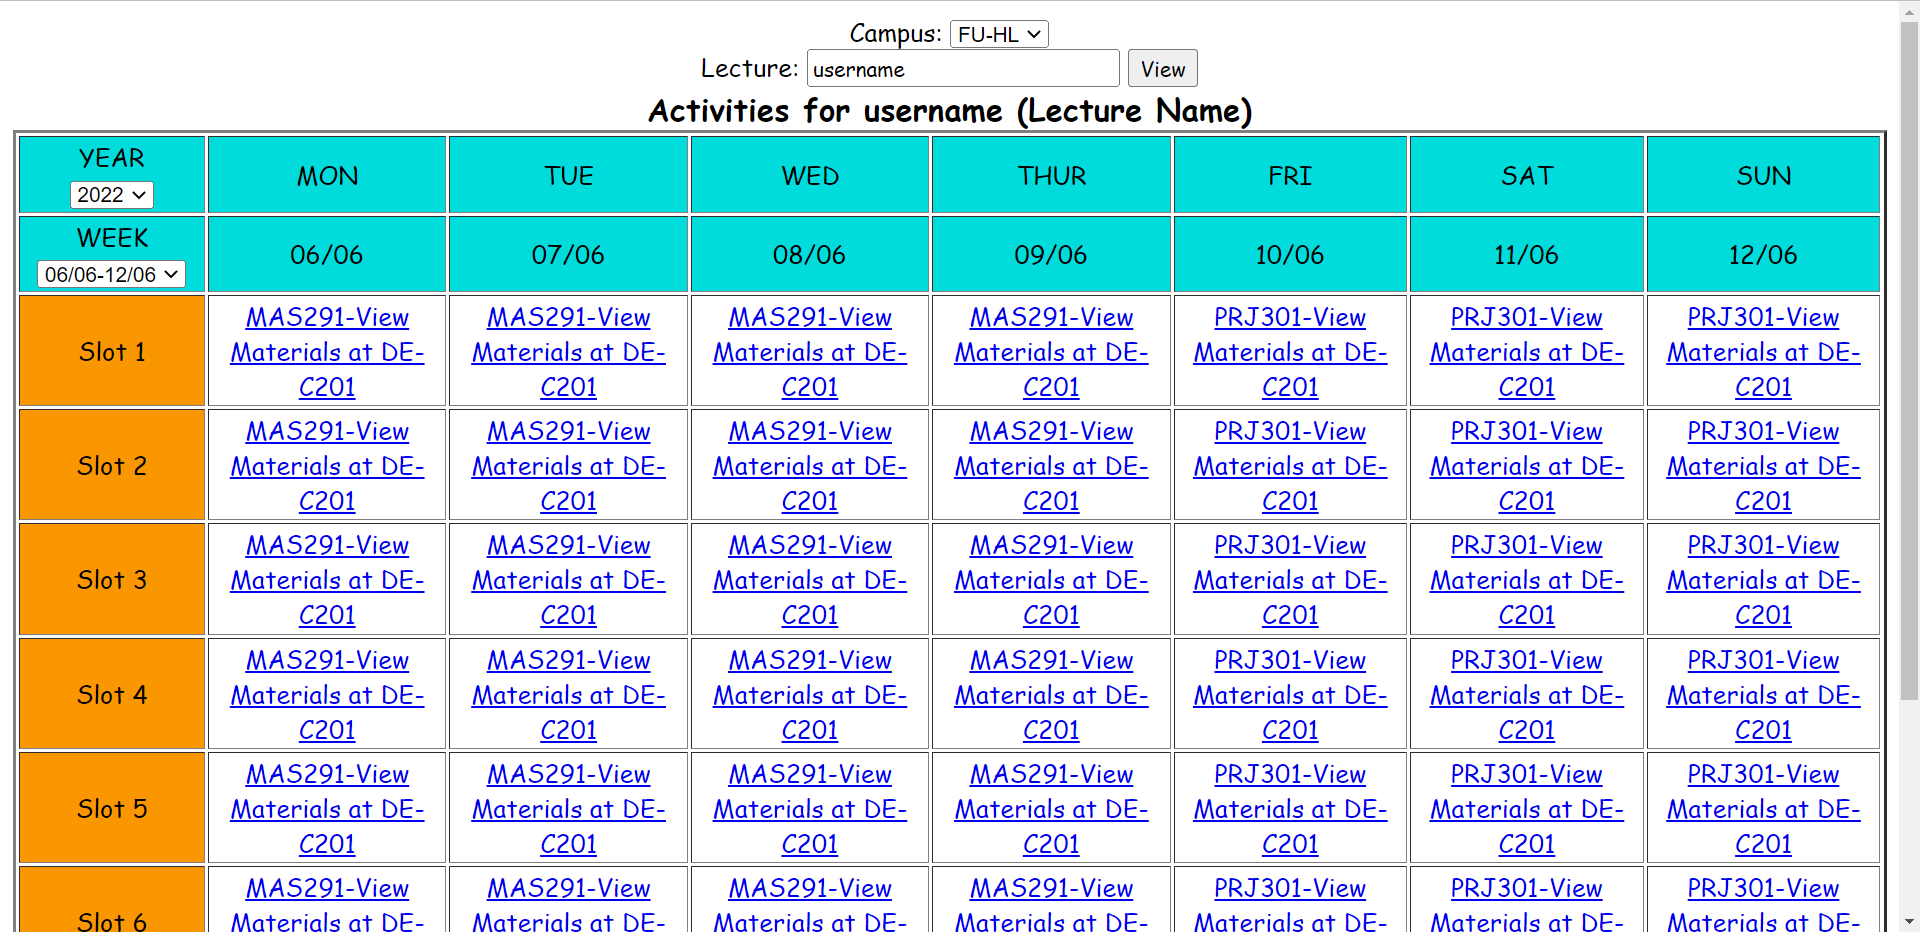 Campus: FU-HL
Lecture: username View
Activities for username (Lecture Name)
YEAR
2022
MON TUE WED THUR FRI SAT SUN
WEEK
06/06-12/06
06/06 07/06 08/06 09/06 10/06 11/06 12/06
MAS291-View MAS291-View MAS291-View MAS291-View PRJ301-View PRJ301-View PRJ301-View
Slot 1 Materials at DE- Materials at DE- Materials at DE- Materials at DE- Materials at DE- Materials at DE- Materials at DE-
C201 C201 C201 C201 C201 C201 C201
MAS291-View MAS291-View MAS291-View MAS291-View PRJ301-View PRJ301-View PRJ301-View
Slot 2 Materials at DE- Materials at DE- Materials at DE- Materials at DE- Materials at DE- Materials at DE- Materials at DE-
C201 C201 C201 C201 C201 C201 C201
MAS291-View MAS291-View MAS291-View MAS291-View PRJ301-View PRJ301-View PRJ301-View
Slot 3 Materials at DE- Materials at DE- Materials at DE- Materials at DE- Materials at DE- Materials at DE- Materials at DE-
C201 C201 C201 C201 C201 C201 C201
MAS291-View MAS291-View MAS291-View MAS291-View PRJ301-View PRJ301-View PRJ301-View
Slot 4 Materials at DE- Materials at DE- Materials at DE- Materials at DE- Materials at DE- Materials at DE- Materials at DE-
C201 C201 C201 C201 C201 C201 C201
MAS291-View MAS291-View MAS291-View MAS291-View PRJ301-View PRJ301-View PRJ301-View
Slot 5 Materials at DE- Materials at DE- Materials at DE- Materials at DE- Materials at DE- Materials at DE- Materials at DE-
C201 C201 C201 C201 C201 C201 C201
MAS291-View MAS291-View MAS291-View MAS291-View PRJ301-View PRJ301-View PRJ301-View
Slot 6 Materials at DE- Materials at DE- Materials at DE- Materials at DE- Materials at DE- Materials at DE- Materials at DE-